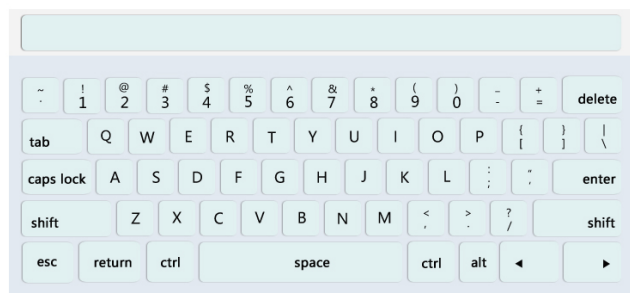 ~ ! @ # $ % ^ & * ( ) _ +
· 1 2 3 4 5 6 7 8 9 0 - = delete
tab Q W E R T Y U I O P { } |
[ ] \
caps lock A S D F G H J K L : " enter
; '
shift Z X C V B N M < > ? shift
, . /
esc return ctrl space ctrl alt ◄ ►